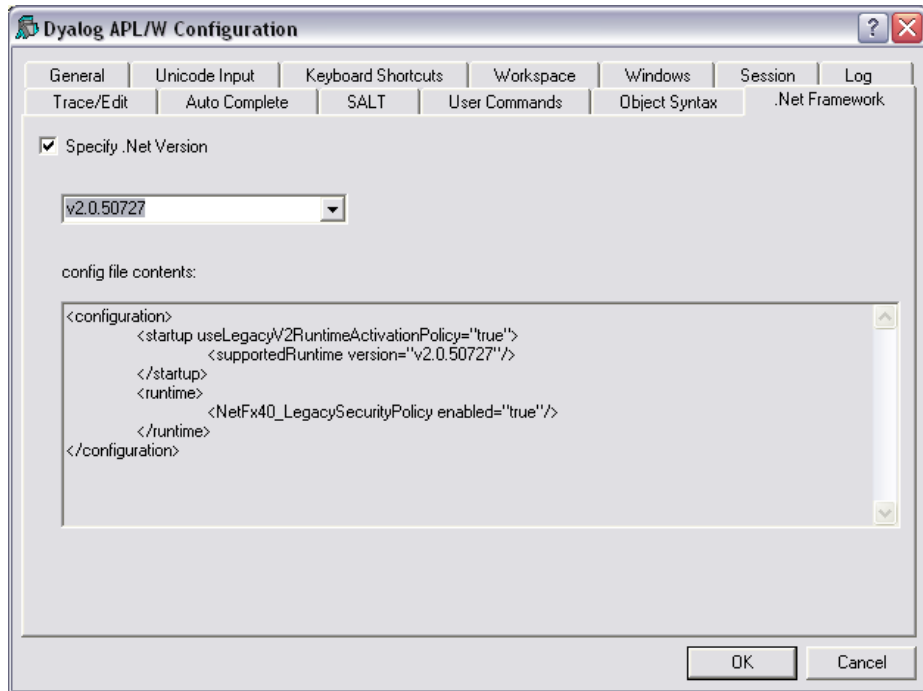 Dyalog APL/W Configuration
General Unicode Input Keyboard Shortcuts Workspace Windows Session Log
Trace/Edit Auto Complete SALT User Commands Object Syntax .Net Framework
Specify .Net Version
v2.0.50727
config file contents:
<configuration>
<startup useLegacyV2RuntimeActivationPolicy="true">
<supportedRuntime version="v2.0.50727"/>
</startup>
<runtime>
<NetFx40_LegacySecurityPolicy enabled="true"/>
</runtime>
</configuration>
OK Cancel